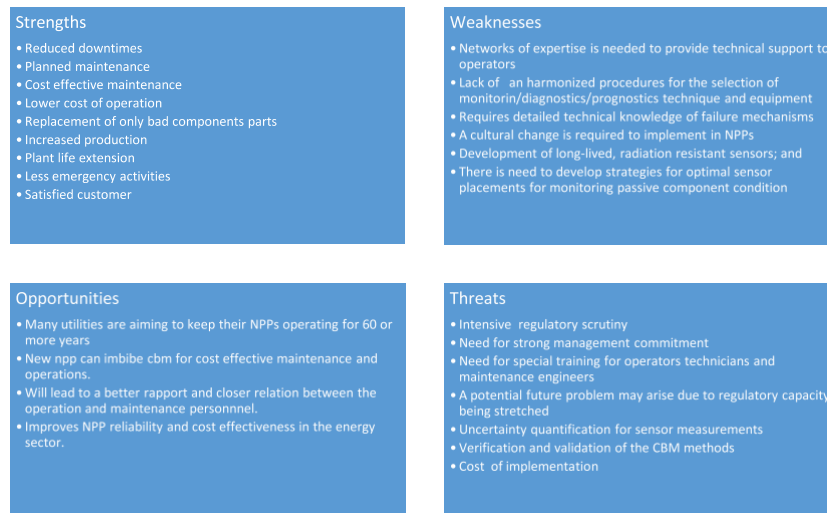 Strengths
• Reduced downtimes
• Planned maintenance
• Cost effective maintenance
• Lower cost of operation
• Replacement of only bad components parts
• Increased production
• Plant life extension
• Less emergency activities
• Satisfied customer
Weaknesses
• Networks of expertise is needed to provide technical support to
operators
• Lack of  an harmonized procedures for the selection of
monitorin/diagnostics/prognostics technique and equipment
• Requires detailed technical knowledge of failure mechanisms
• A cultural change is required to implement in NPPs
• Development of long-lived, radiation resistant sensors; and
• There is need to develop strategies for optimal sensor
placements for monitoring passive component condition
Opportunities
• Many utilities are aiming to keep their NPPs operating for 60 or
more years
• New npp can imbibe cbm for cost effective maintenance and
operations.
• Will lead to a better rapport and closer relation between the
operation and maintenance personnnel.
• Improves NPP reliability and cost effectiveness in the energy
sector.
Threats
• Intensive  regulatory scrutiny
• Need for strong management commitment
• Need for special training for operators technicians and
maintenance engineers
• A potential future problem may arise due to regulatory capacity
being stretched
• Uncertainty quantification for sensor measurements
• Verification and validation of the CBM methods
• Cost  of implementation